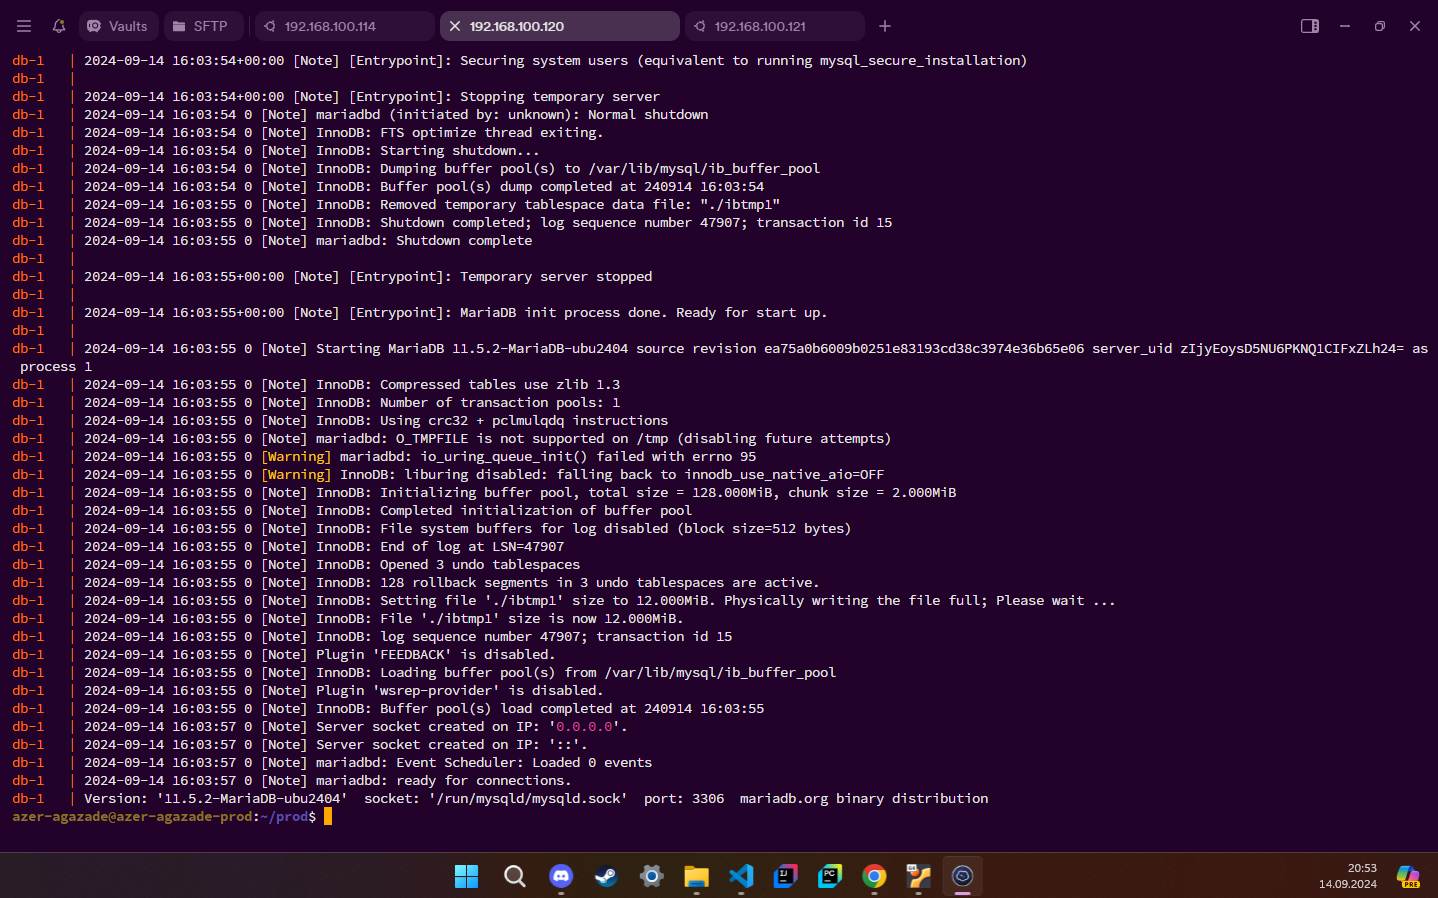 Vaults
SFTP
192.168.100.114
192.168.100.120
192.168.100.121
db-1 | 2024-09-14 16:03:54+00:00 [Note] [Entrypoint]: Securing system users (equivalent to running mysql_secure_installation)
db-1 |
db-1 | 2024-09-14 16:03:54+00:00 [Note] [Entrypoint]: Stopping temporary server
db-1 | 2024-09-14 16:03:54 0 [Note] mariadbd (initiated by: unknown): Normal shutdown
db-1 | 2024-09-14 16:03:54 0 [Note] InnoDB: FTS optimize thread exiting.
db-1 | 2024-09-14 16:03:54 0 [Note] InnoDB: Starting shutdown...
db-1 | 2024-09-14 16:03:54 0 [Note] InnoDB: Dumping buffer pool(s) to /var/lib/mysql/ib_buffer_pool
db-1 | 2024-09-14 16:03:54 0 [Note] InnoDB: Buffer pool(s) dump completed at 240914 16:03:54
db-1 | 2024-09-14 16:03:55 0 [Note] InnoDB: Removed temporary tablespace data file: "./ibtmp1"
db-1 | 2024-09-14 16:03:55 0 [Note] InnoDB: Shutdown completed; log sequence number 47907; transaction id 15
db-1 | 2024-09-14 16:03:55 0 [Note] mariadbd: Shutdown complete
db-1 |
db-1 | 2024-09-14 16:03:55+00:00 [Note] [Entrypoint]: Temporary server stopped
db-1 |
db-1 | 2024-09-14 16:03:55+00:00 [Note] [Entrypoint]: MariaDB init process done. Ready for start up.
db-1 |
db-1 | 2024-09-14 16:03:55 0 [Note] Starting MariaDB 11.5.2-MariaDB-ubu2404 source revision ea75a0b6009b0251e83193cd38c3974e36b65e06 server_uid zIjyEoysD5NU6PKNQ1CIFxZLh24= as
process 1
db-1 | 2024-09-14 16:03:55 0 [Note] InnoDB: Compressed tables use zlib 1.3
db-1 | 2024-09-14 16:03:55 0 [Note] InnoDB: Number of transaction pools: 1
db-1 | 2024-09-14 16:03:55 0 [Note] InnoDB: Using crc32 + pclmulqdq instructions
db-1 | 2024-09-14 16:03:55 0 [Note] mariadbd: O_TMPFILE is not supported on /tmp (disabling future attempts)
db-1 | 2024-09-14 16:03:55 0 [Warning] mariadbd: io_uring_queue_init() failed with errno 95
db-1 | 2024-09-14 16:03:55 0 [Warning] InnoDB: liburing disabled: falling back to innodb_use_native_aio=OFF
db-1 | 2024-09-14 16:03:55 0 [Note] InnoDB: Initializing buffer pool, total size = 128.000MiB, chunk size = 2.000MiB
db-1 | 2024-09-14 16:03:55 0 [Note] InnoDB: Completed initialization of buffer pool
db-1 | 2024-09-14 16:03:55 0 [Note] InnoDB: File system buffers for log disabled (block size=512 bytes)
db-1 | 2024-09-14 16:03:55 0 [Note] InnoDB: End of log at LSN=47907
db-1 | 2024-09-14 16:03:55 0 [Note] InnoDB: Opened 3 undo tablespaces
db-1 | 2024-09-14 16:03:55 0 [Note] InnoDB: 128 rollback segments in 3 undo tablespaces are active.
db-1 | 2024-09-14 16:03:55 0 [Note] InnoDB: Setting file './ibtmp1' size to 12.000MiB. Physically writing the file full; Please wait ...
db-1 | 2024-09-14 16:03:55 0 [Note] InnoDB: File './ibtmp1' size is now 12.000MiB.
db-1 | 2024-09-14 16:03:55 0 [Note] InnoDB: log sequence number 47907; transaction id 15
db-1 | 2024-09-14 16:03:55 0 [Note] Plugin 'FEEDBACK' is disabled.
db-1 | 2024-09-14 16:03:55 0 [Note] InnoDB: Loading buffer pool(s) from /var/lib/mysql/ib_buffer_pool
db-1 | 2024-09-14 16:03:55 0 [Note] Plugin 'wsrep-provider' is disabled.
db-1 | 2024-09-14 16:03:55 0 [Note] InnoDB: Buffer pool(s) load completed at 240914 16:03:55
db-1 | 2024-09-14 16:03:57 0 [Note] Server socket created on IP: '0.0.0.0'.
db-1 | 2024-09-14 16:03:57 0 [Note] Server socket created on IP: '::'.
db-1 | 2024-09-14 16:03:57 0 [Note] mariadbd: Event Scheduler: Loaded 0 events
db-1 | 2024-09-14 16:03:57 0 [Note] mariadbd: ready for connections.
db-1 | Version: '11.5.2-MariaDB-ubu2404' socket: '/run/mysqld/mysqld.sock' port: 3306 mariadb.org binary distribution
azer-agazade@azer-agazade-prod:~/prod$
IJ
PC
64
20:53
14.09.2024
PRE